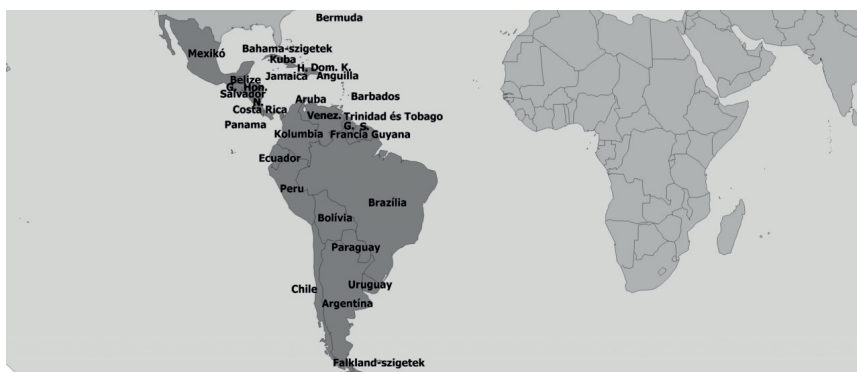 Bermuda
Mexikó
Bahama-szigetek
Kuba
H. Dom. K.
Belize
Jamaica
Anguilla
G. Hon.
Salvador
N.
Aruba
Barbados
Costa Rica
Venez.
Trinidad és Tobago
Panama
G. S.
Kolumbia
Francia Guyana
Ecuador
Peru
Brazília
Bolívia
Paraguay
Chile
Uruguay
Argentína
Falkland-szigetek